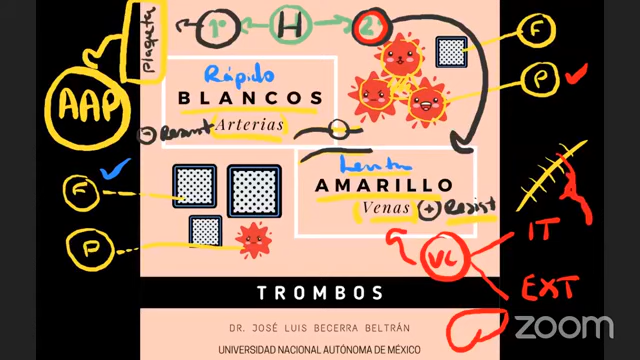 plaquetas
1°
H
2
F
P
AAP
Rápido
BLANCOS
Arterias
⊖ Resist
Lento
AMARILLO
Venas
⊕ Resist
F
P
VC
IT
EXT
TROMBOS
DR. JOSÉ LUIS BECERRA BELTRÁN
UNIVERSIDAD NACIONAL AUTÓNOMA DE MÉXICO
zoom